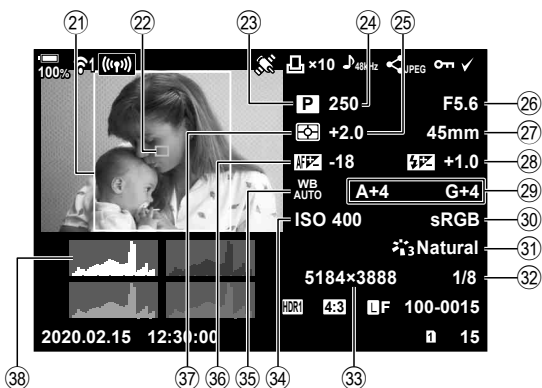 21 22 23 24 25
100% 1 ×10 48kHz JPEG
P 250 F5.6 26
+2.0 45mm 27
AF -18 +1.0 28
WB AUTO A+4 G+4 29
ISO 400 sRGB 30
3 Natural 31
5184×3888 1/8 32
HDR1 4:3 L F 100-0015
2020.02.15 12:30:00 1 15
38 37 36 35 34 33